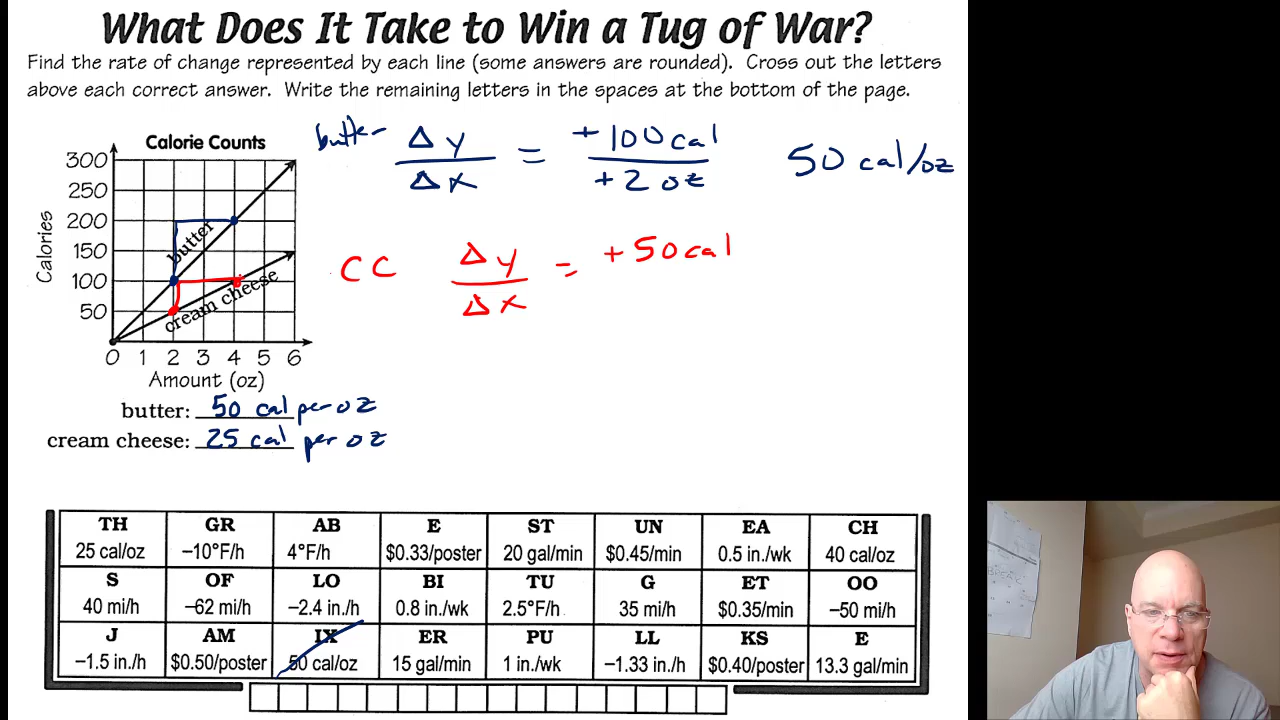 What Does It Take to Win a Tug of War?
Find the rate of change represented by each line (some answers are rounded). Cross out the letters
above each correct answer. Write the remaining letters in the spaces at the bottom of the page.
Calorie Counts
300
250
200
150
100
50
0 1 2 3 4 5 6
Calories
Amount (oz)
butter
cream cheese
butter Δy/Δx = +100 cal/+2 oz 50 cal/oz
CC Δy/Δx = +50 cal
butter: 50 cal per oz
cream cheese: 25 cal per oz
TH GR AB E ST UN EA CH
25 cal/oz –10°F/h 4°F/h $0.33/poster 20 gal/min $0.45/min 0.5 in./wk 40 cal/oz
S OF LO BI TU G ET OO
40 mi/h –62 mi/h –2.4 in./h 0.8 in./wk 2.5°F/h 35 mi/h $0.35/min –50 mi/h
J AM IX ER PU LL KS E
–1.5 in./h $0.50/poster 50 cal/oz 15 gal/min 1 in./wk –1.33 in./h $0.40/poster 13.3 gal/min